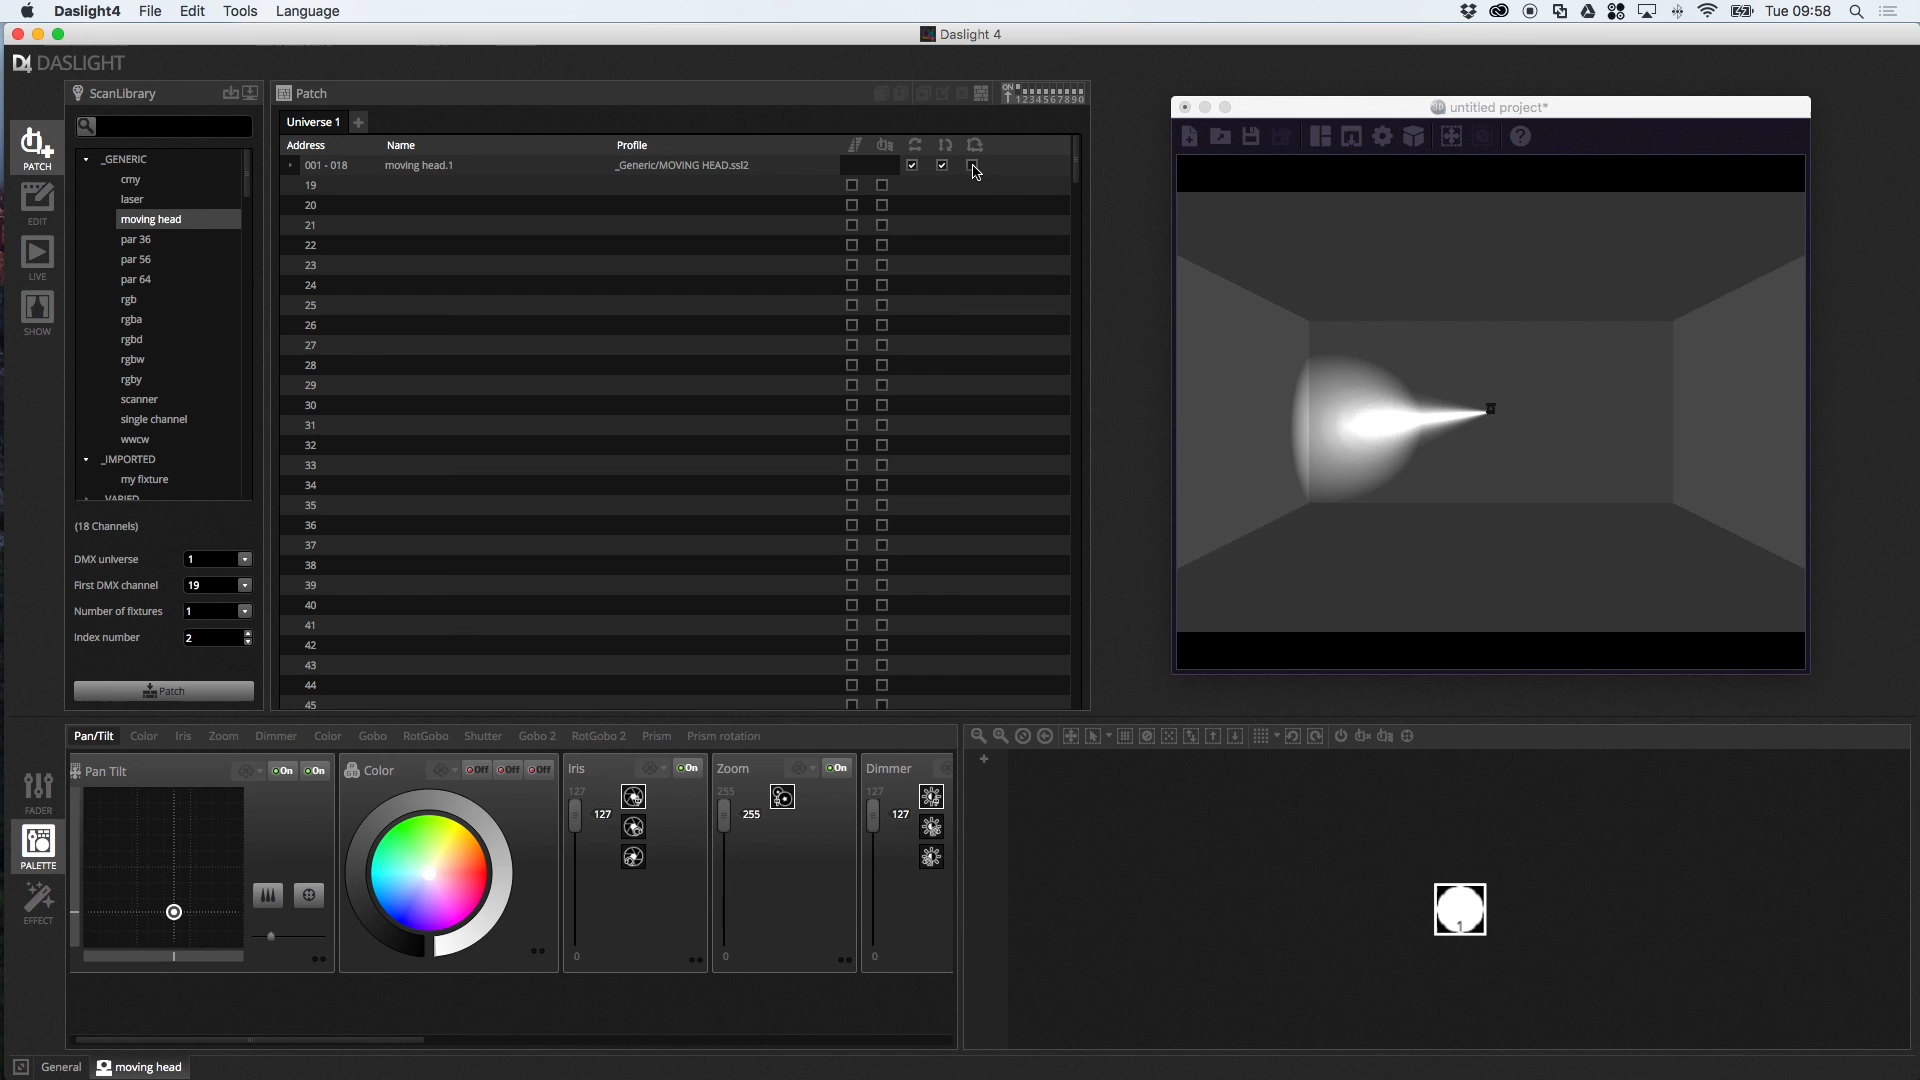 Daslight4 File Edit Tools Language Tue 09:58
Daslight 4
D4 DASLIGHT
ScanLibrary
Patch
ON
1234567890
untitled project*
Universe 1
Address Name Profile
001 - 018 moving head.1 _Generic/MOVING HEAD.ssl2
19
20
21
22
23
24
25
26
27
28
29
30
31
32
33
34
35
36
37
38
39
40
41
42
43
44
45
PATCH
EDIT
LIVE
SHOW
_GENERIC
cmy
laser
moving head
par 36
par 56
par 64
rgb
rgba
rgbd
rgbw
rgby
scanner
single channel
wwcw
_IMPORTED
my fixture
VARIED
(18 Channels)
DMX universe 1
First DMX channel 19
Number of fixtures 1
Index number 2
Patch
Pan/Tilt Color Iris Zoom Dimmer Color Gobo RotGobo Shutter Gobo 2 RotGobo 2 Prism Prism rotation
FADER
PALETTE
EFFECT
Pan Tilt On On
Color Off Off Off
Iris On
127
127
0
Zoom On
255
255
0
Dimmer
127
127
0
1
General moving head